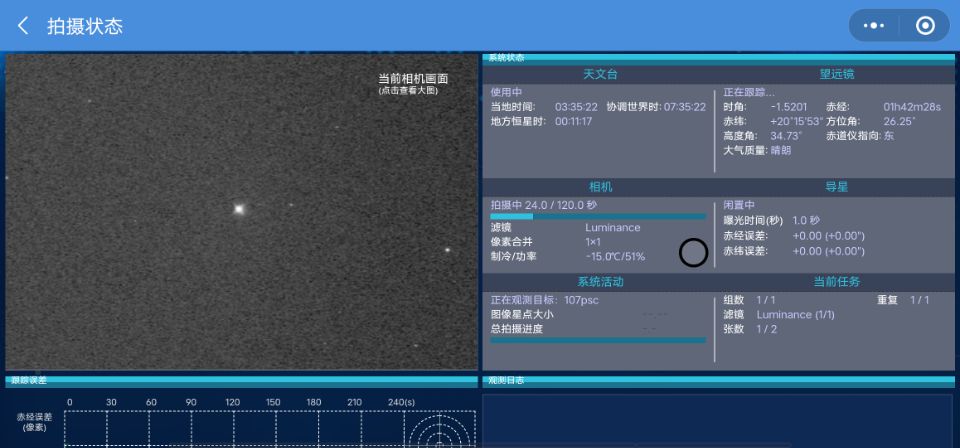 拍摄状态
当前相机画面
(点击查看大图)
系统状态
天文台
望远镜
使用中
当地时间: 03:35:22 协调世界时: 07:35:22
地方恒星时: 00:11:17
正在跟踪...
时角: -1.5201 赤经: 01h42m28s
赤纬: +20°15'53" 方位角: 26.25°
高度角: 34.73° 赤道仪指向: 东
大气质量: 晴朗
相机
导星
拍摄中 24.0 / 120.0 秒
滤镜 Luminance
像素合并 1×1
制冷/功率 -15.0℃/51%
闲置中
曝光时间(秒) 1.0 秒
赤经误差: +0.00 (+0.00")
赤纬误差: +0.00 (+0.00")
系统活动
当前任务
正在观测目标: 107psc
图像星点大小 --.--
总拍摄进度 - -
组数 1 / 1 重复 1 / 1
滤镜 Luminance (1/1)
张数 1 / 2
跟踪误差
观测日志
0 30 60 90 120 150 180 210 240(s)
赤经误差
(像素)